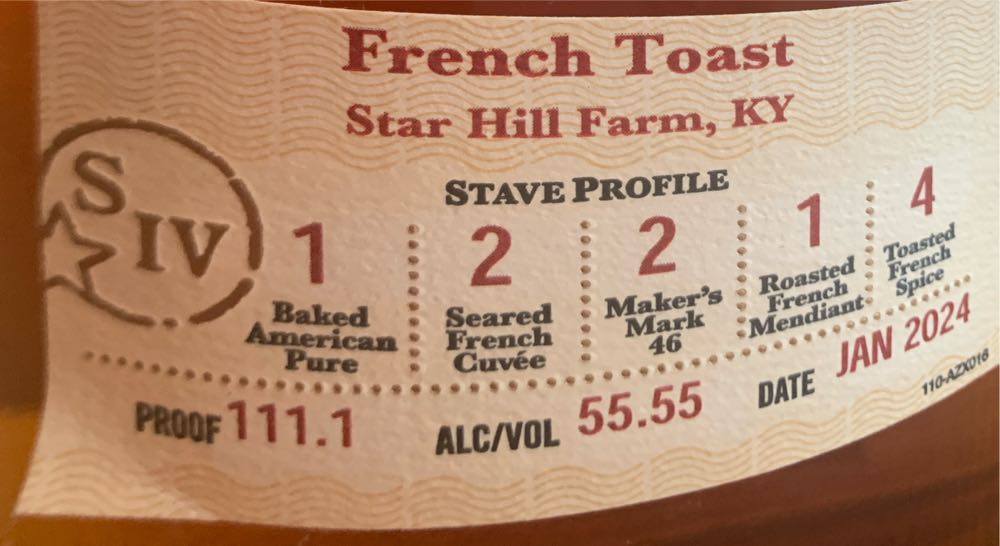 French Toast
Star Hill Farm, KY
S IV
STAVE PROFILE
1 2 2 1 4
Baked American Pure
Seared French Cuvée
Maker's Mark 46
Roasted French Mendiant
Toasted French Spice
PROOF 111.1 ALC/VOL 55.55 DATE JAN 2024
110-AZX016